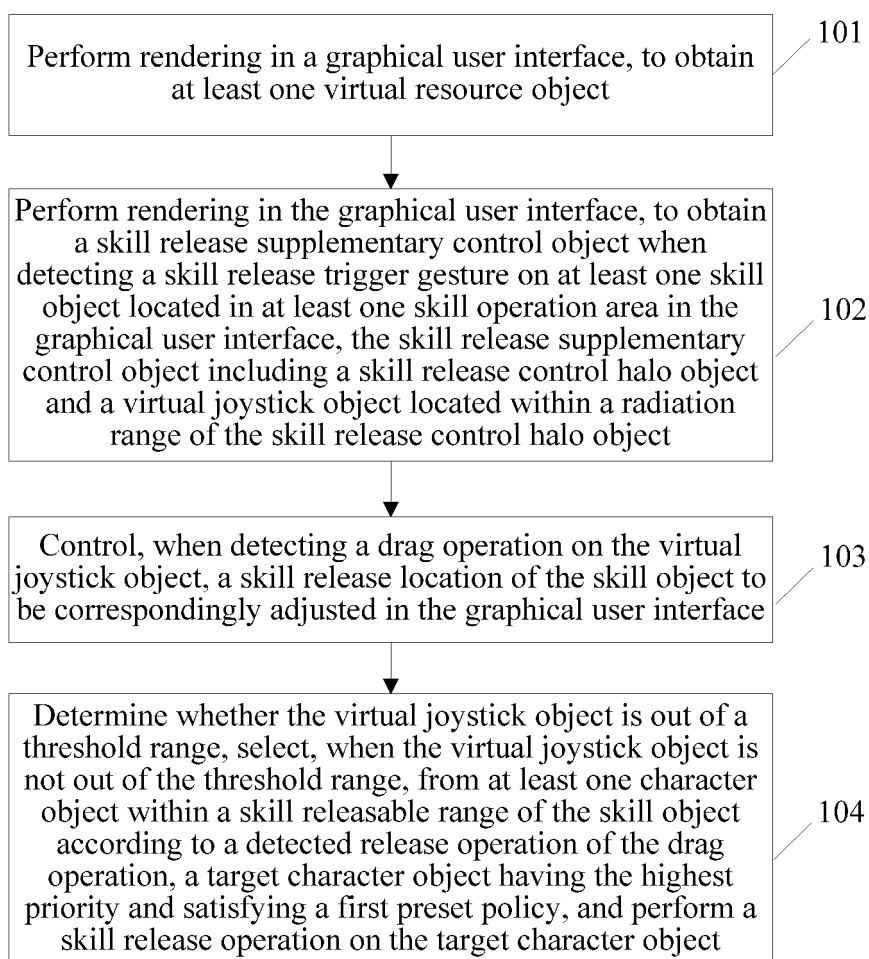 Perform rendering in a graphical user interface, to obtain
at least one virtual resource object
101
Perform rendering in the graphical user interface, to obtain
a skill release supplementary control object when
detecting a skill release trigger gesture on at least one skill
object located in at least one skill operation area in the
graphical user interface, the skill release supplementary
control object including a skill release control halo object
and a virtual joystick object located within a radiation
range of the skill release control halo object
102
Control, when detecting a drag operation on the virtual
joystick object, a skill release location of the skill object to
be correspondingly adjusted in the graphical user interface
103
Determine whether the virtual joystick object is out of a
threshold range, select, when the virtual joystick object is
not out of the threshold range, from at least one character
object within a skill releasable range of the skill object
according to a detected release operation of the drag
operation, a target character object having the highest
priority and satisfying a first preset policy, and perform a
skill release operation on the target character object
104